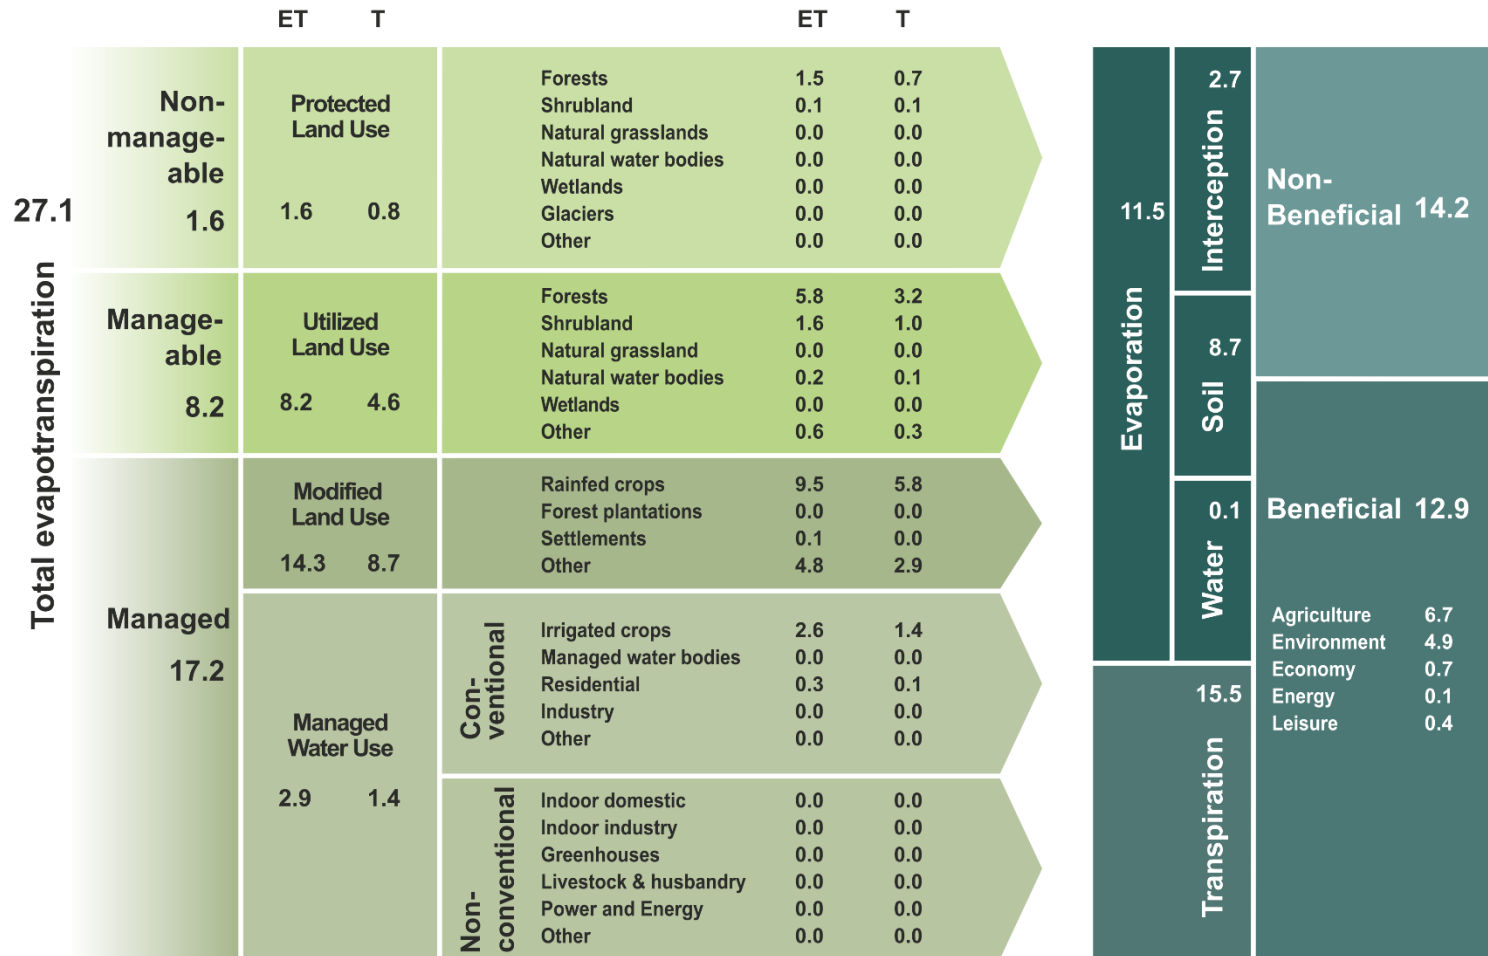 ET T ET T
Total evapotranspiration
27.1
Non-
manage-
able
1.6
Protected
Land Use
1.6 0.8
Forests 1.5 0.7
Shrubland 0.1 0.1
Natural grasslands 0.0 0.0
Natural water bodies 0.0 0.0
Wetlands 0.0 0.0
Glaciers 0.0 0.0
Other 0.0 0.0
Manage-
able
8.2
Utilized
Land Use
8.2 4.6
Forests 5.8 3.2
Shrubland 1.6 1.0
Natural grassland 0.0 0.0
Natural water bodies 0.2 0.1
Wetlands 0.0 0.0
Other 0.6 0.3
Managed
17.2
Modified
Land Use
14.3 8.7
Rainfed crops 9.5 5.8
Forest plantations 0.0 0.0
Settlements 0.1 0.0
Other 4.8 2.9
Managed
Water Use
2.9 1.4
Con-
ventional
Irrigated crops 2.6 1.4
Managed water bodies 0.0 0.0
Residential 0.3 0.1
Industry 0.0 0.0
Other 0.0 0.0
Non-
conventional
Indoor domestic 0.0 0.0
Indoor industry 0.0 0.0
Greenhouses 0.0 0.0
Livestock & husbandry 0.0 0.0
Power and Energy 0.0 0.0
Other 0.0 0.0
Evaporation
11.5
Interception
2.7
Soil
8.7
Water
0.1
Transpiration
15.5
Non-
Beneficial 14.2
Beneficial 12.9
Agriculture 6.7
Environment 4.9
Economy 0.7
Energy 0.1
Leisure 0.4